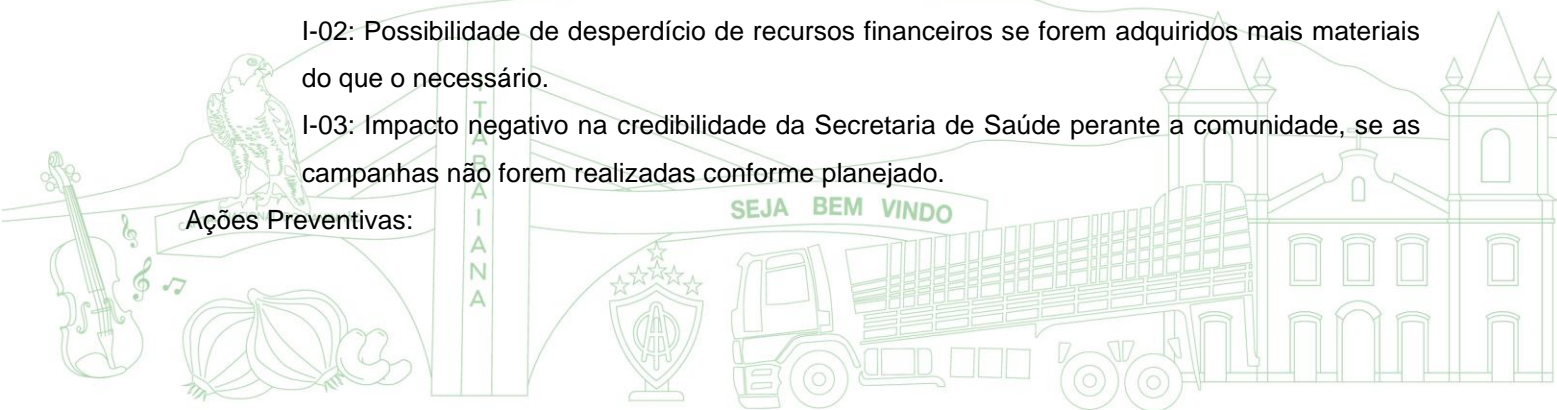 I-02: Possibilidade de desperdício de recursos financeiros se forem adquiridos mais materiais
do que o necessário.
I-03: Impacto negativo na credibilidade da Secretaria de Saúde perante a comunidade, se as
campanhas não forem realizadas conforme planejado.
Ações Preventivas:
ITABAIANA
SEJA BEM VINDO